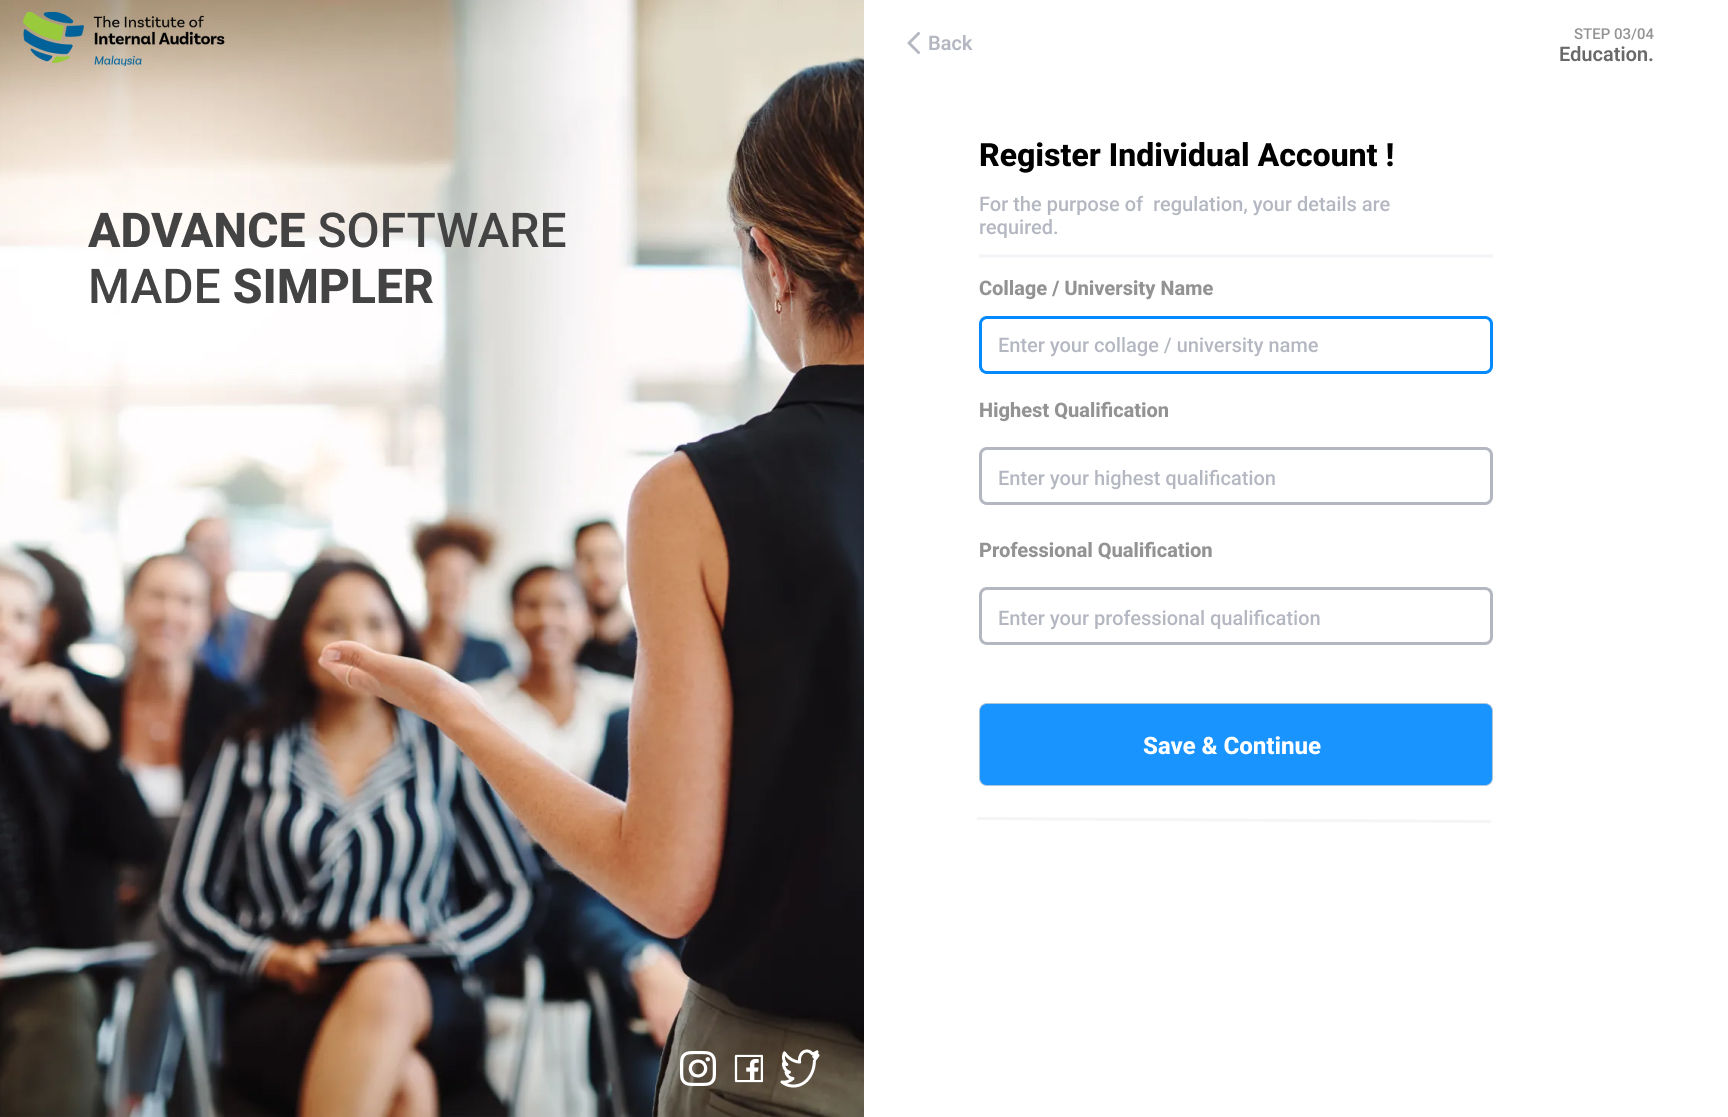 The Institute of
Internal Auditors
Malaysia
ADVANCE SOFTWARE
MADE SIMPLER
Back
STEP 03/04
Education.
Register Individual Account !
For the purpose of  regulation, your details are
required.
Collage / University Name
Enter your collage / university name
Highest Qualification
Enter your highest qualification
Professional Qualification
Enter your professional qualification
Save & Continue